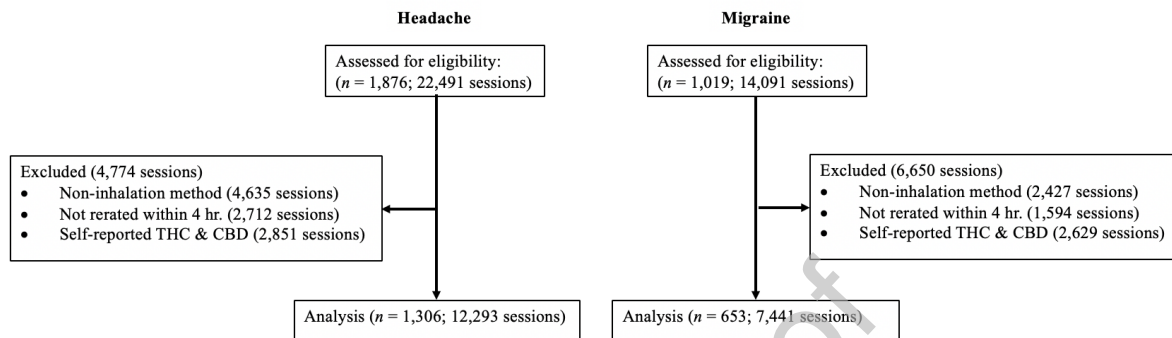 Headache
Assessed for eligibility:
(n = 1,876; 22,491 sessions)
Excluded (4,774 sessions)
• Non-inhalation method (4,635 sessions)
• Not rerated within 4 hr. (2,712 sessions)
• Self-reported THC & CBD (2,851 sessions)
Analysis (n = 1,306; 12,293 sessions)
Migraine
Assessed for eligibility:
(n = 1,019; 14,091 sessions)
Excluded (6,650 sessions)
• Non-inhalation method (2,427 sessions)
• Not rerated within 4 hr. (1,594 sessions)
• Self-reported THC & CBD (2,629 sessions)
Analysis (n = 653; 7,441 sessions)
of